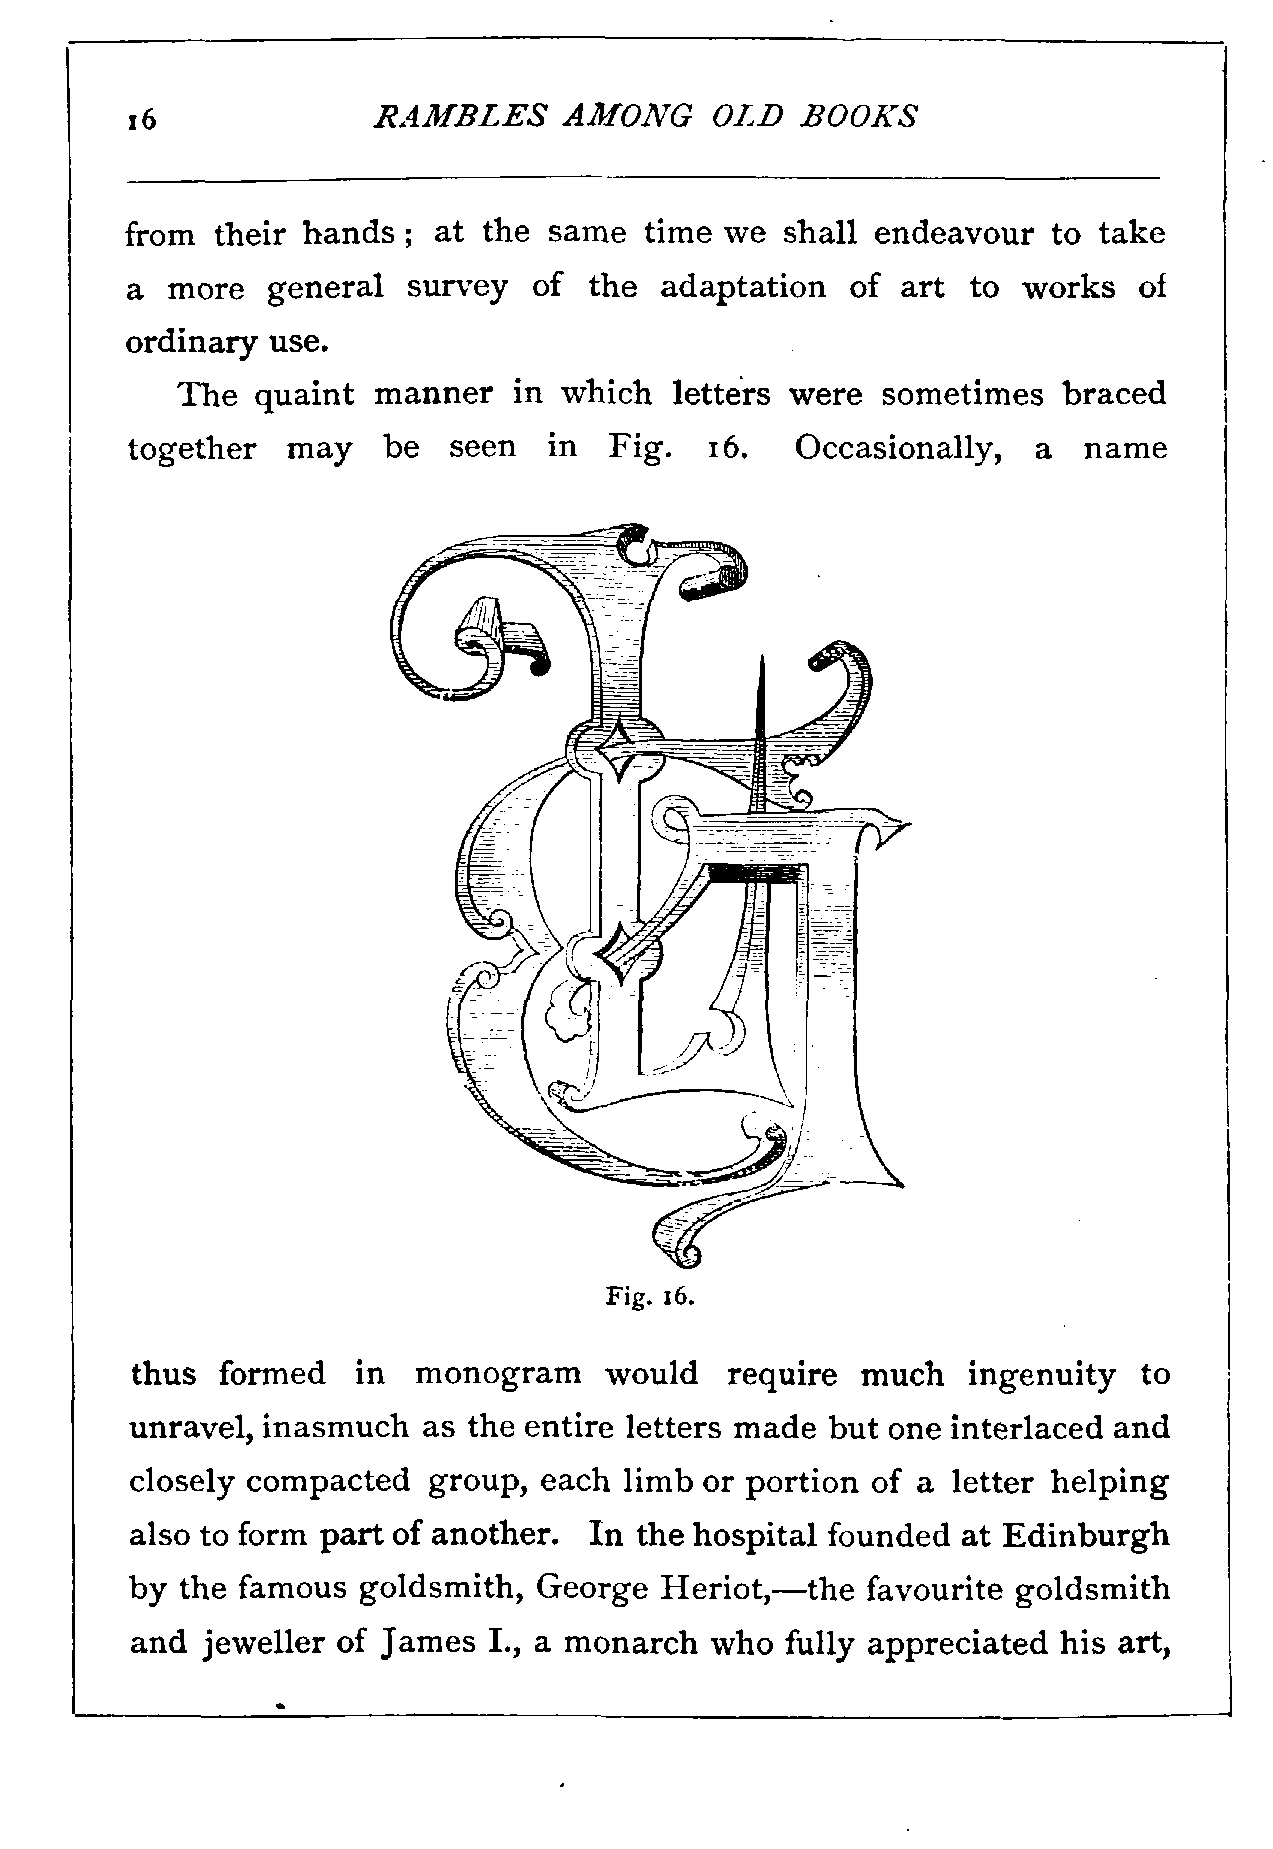 16 RAMBLES AMONG OLD BOOKS
from their hands ; at the same time we shall endeavour to take
a more general survey of the adaptation of art to works of
ordinary use.
The quaint manner in which letters were sometimes braced
together may be seen in Fig. 16. Occasionally, a name
Fig. 16.
thus formed in monogram would require much ingenuity to
unravel, inasmuch as the entire letters made but one interlaced and
closely compacted group, each limb or portion of a letter helping
also to form part of another. In the hospital founded at Edinburgh
by the famous goldsmith, George Heriot,—the favourite goldsmith
and jeweller of James I., a monarch who fully appreciated his art,